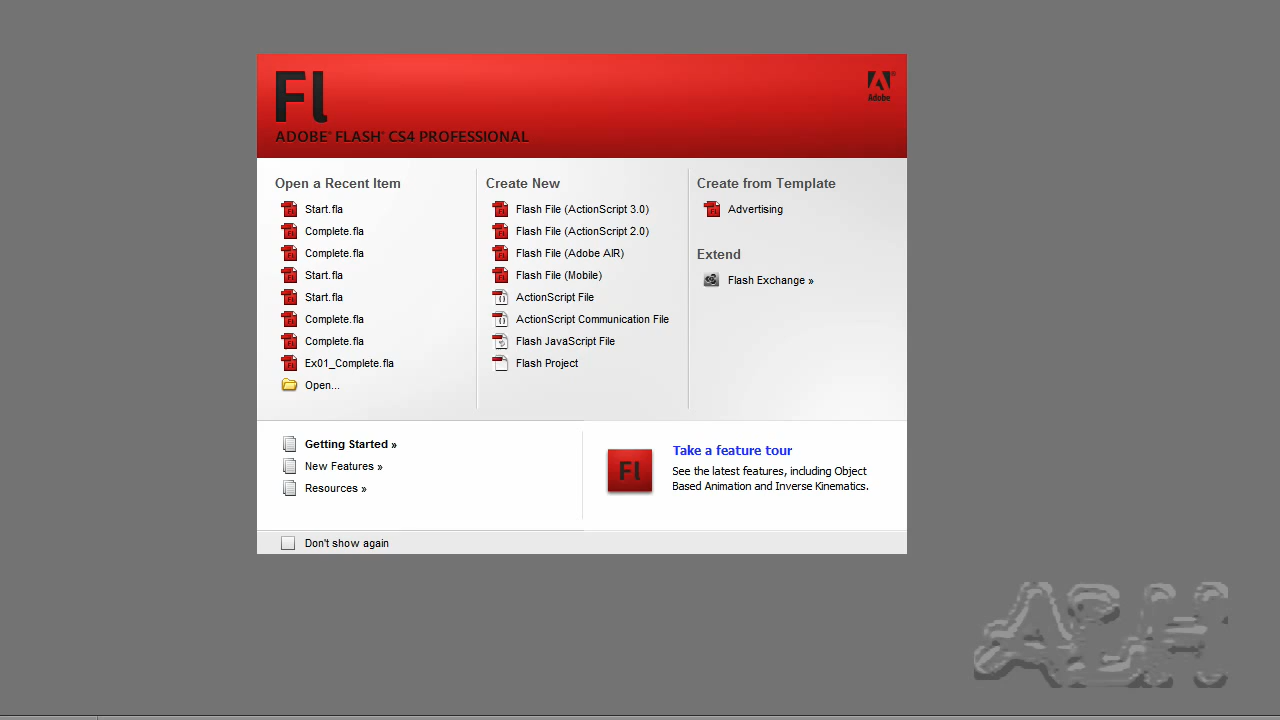 Fl
Adobe
ADOBE® FLASH® CS4 PROFESSIONAL
Open a Recent Item
Start.fla
Complete.fla
Complete.fla
Start.fla
Start.fla
Complete.fla
Complete.fla
Ex01_Complete.fla
Open...
Create New
Flash File (ActionScript 3.0)
Flash File (ActionScript 2.0)
Flash File (Adobe AIR)
Flash File (Mobile)
ActionScript File
ActionScript Communication File
Flash JavaScript File
Flash Project
Create from Template
Advertising
Extend
Flash Exchange »
Getting Started »
New Features »
Resources »
Fl
Take a feature tour
See the latest features, including Object
Based Animation and Inverse Kinematics.
Don't show again